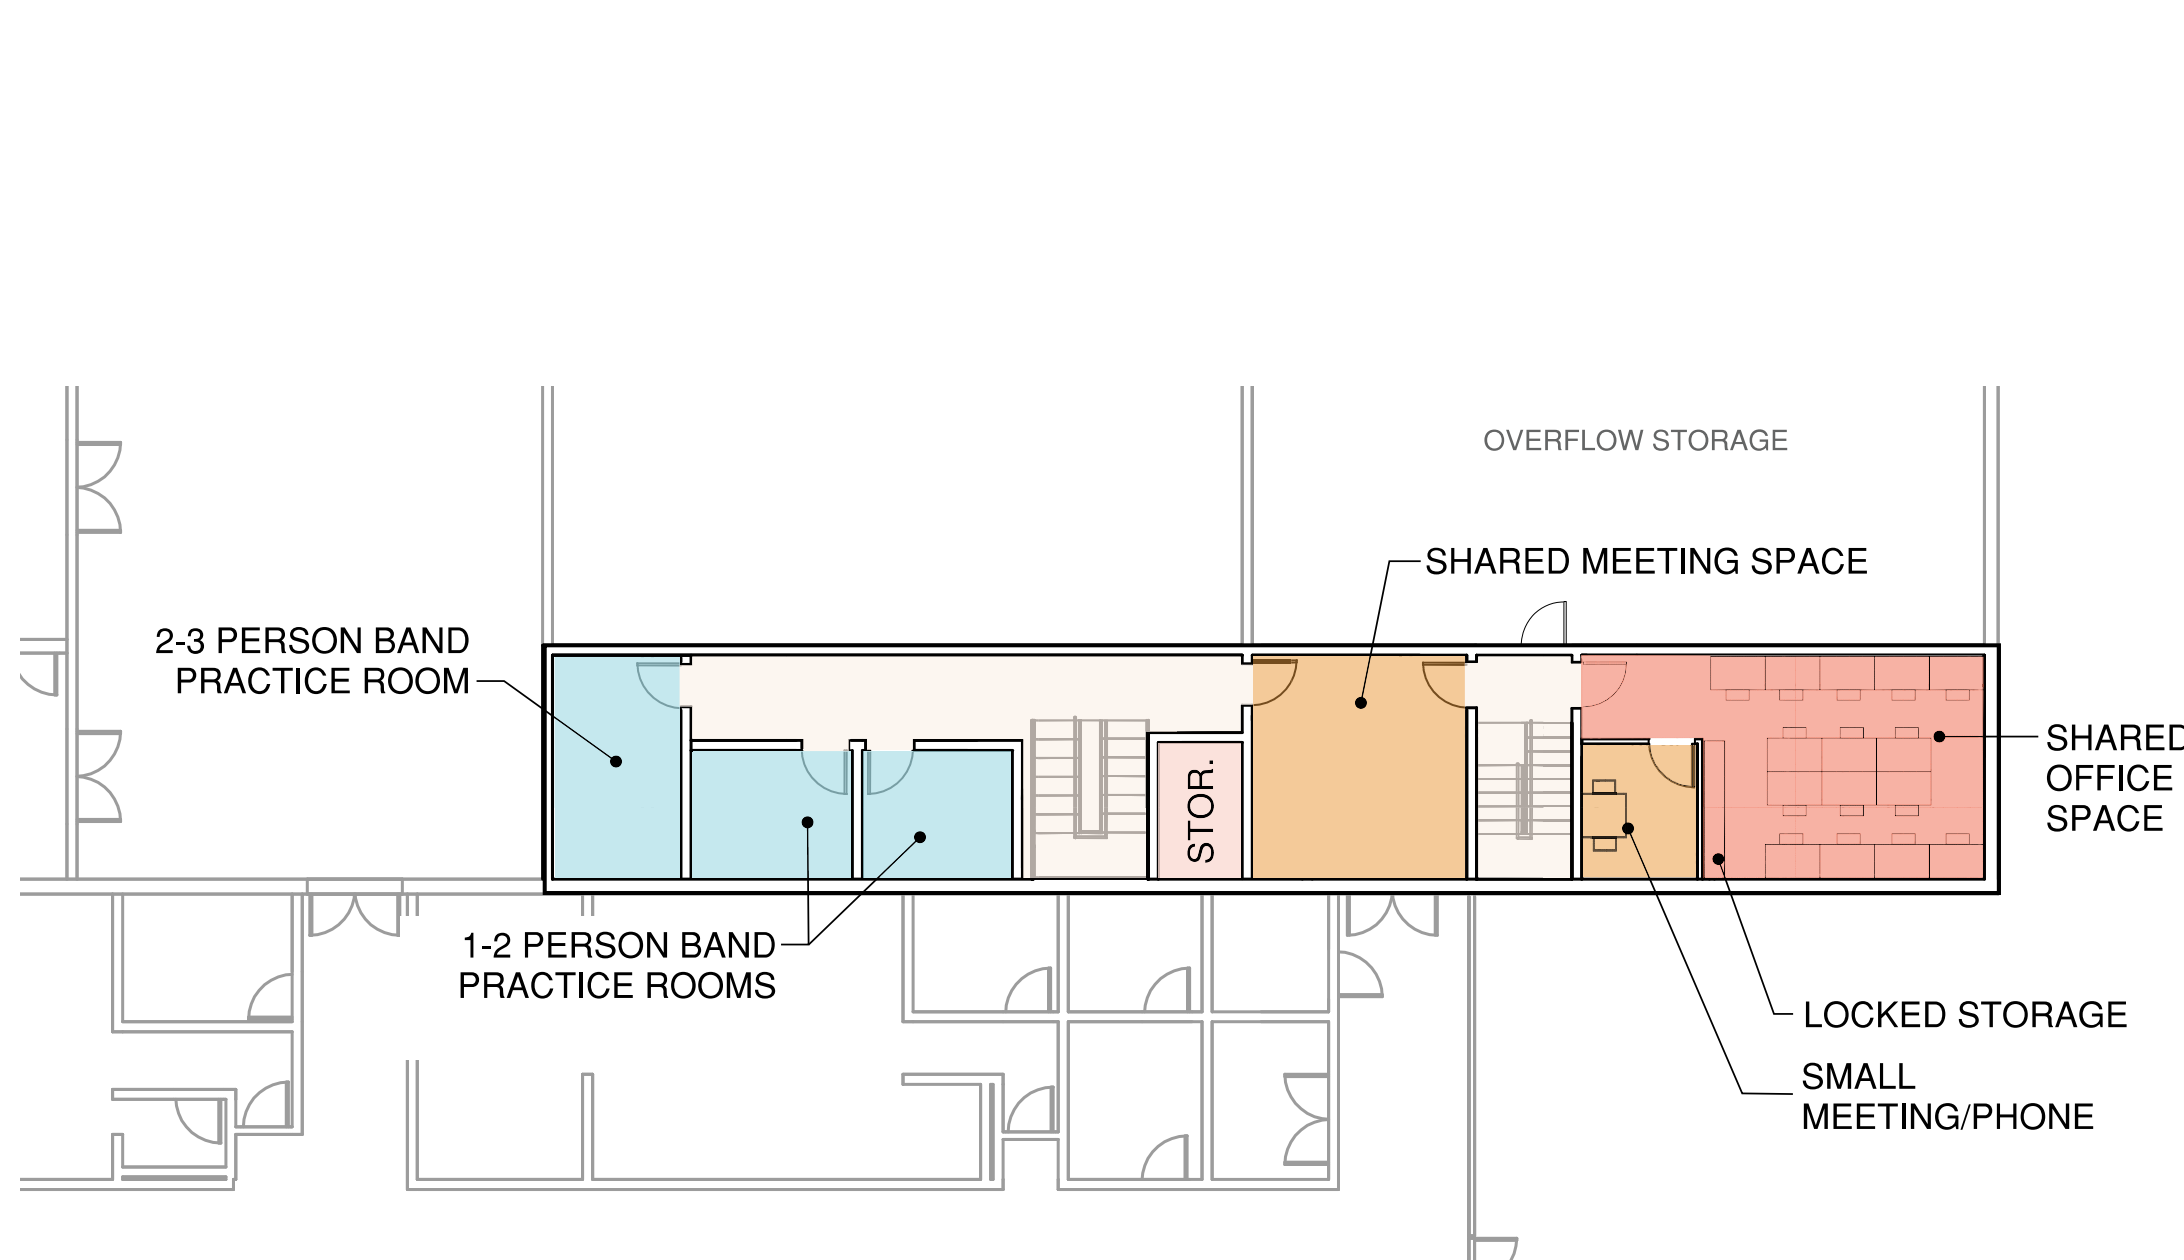 OVERFLOW STORAGE
SHARED MEETING SPACE
2-3 PERSON BAND
PRACTICE ROOM
SHARED
OFFICE
SPACE
STOR.
1-2 PERSON BAND
PRACTICE ROOMS
LOCKED STORAGE
SMALL
MEETING/PHONE